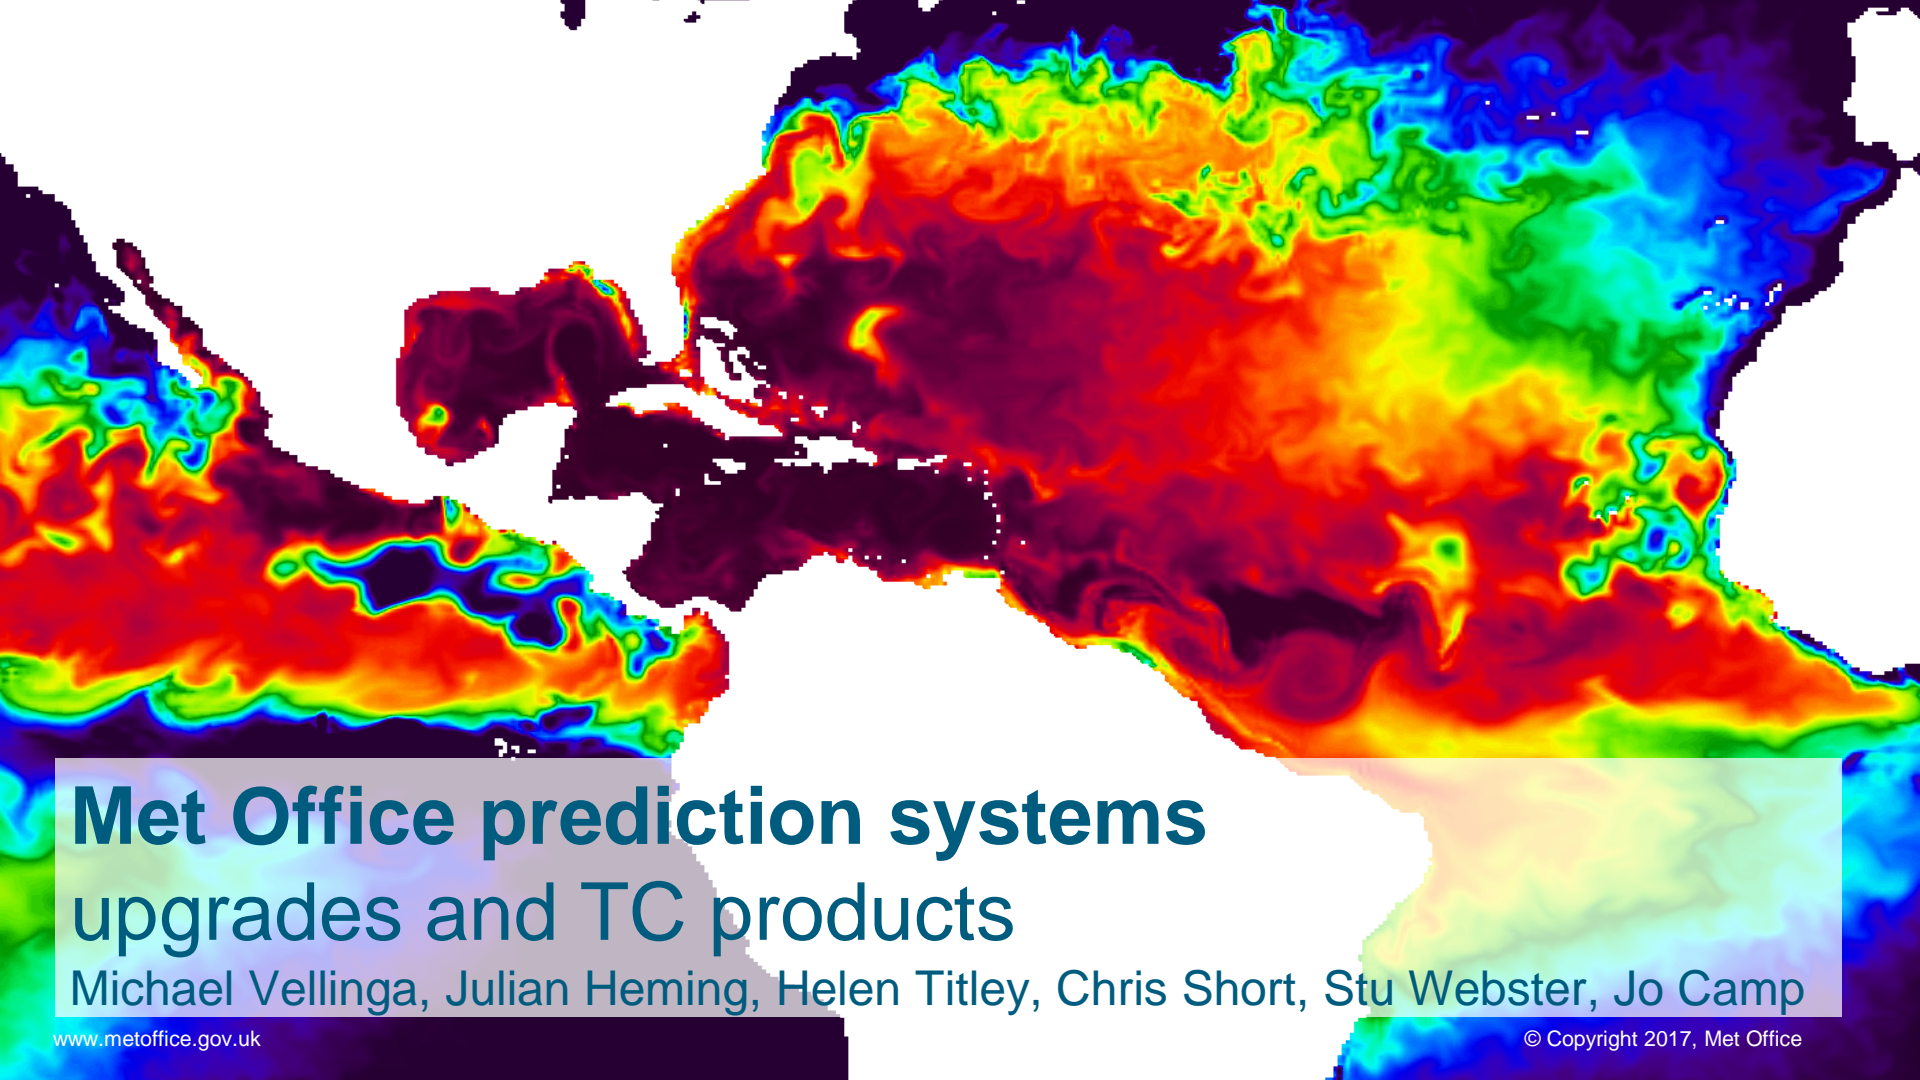 Met Office prediction systems
upgrades and TC products
Michael Vellinga, Julian Heming, Helen Titley, Chris Short, Stu Webster, Jo Camp
www.metoffice.gov.uk
© Copyright 2017, Met Office